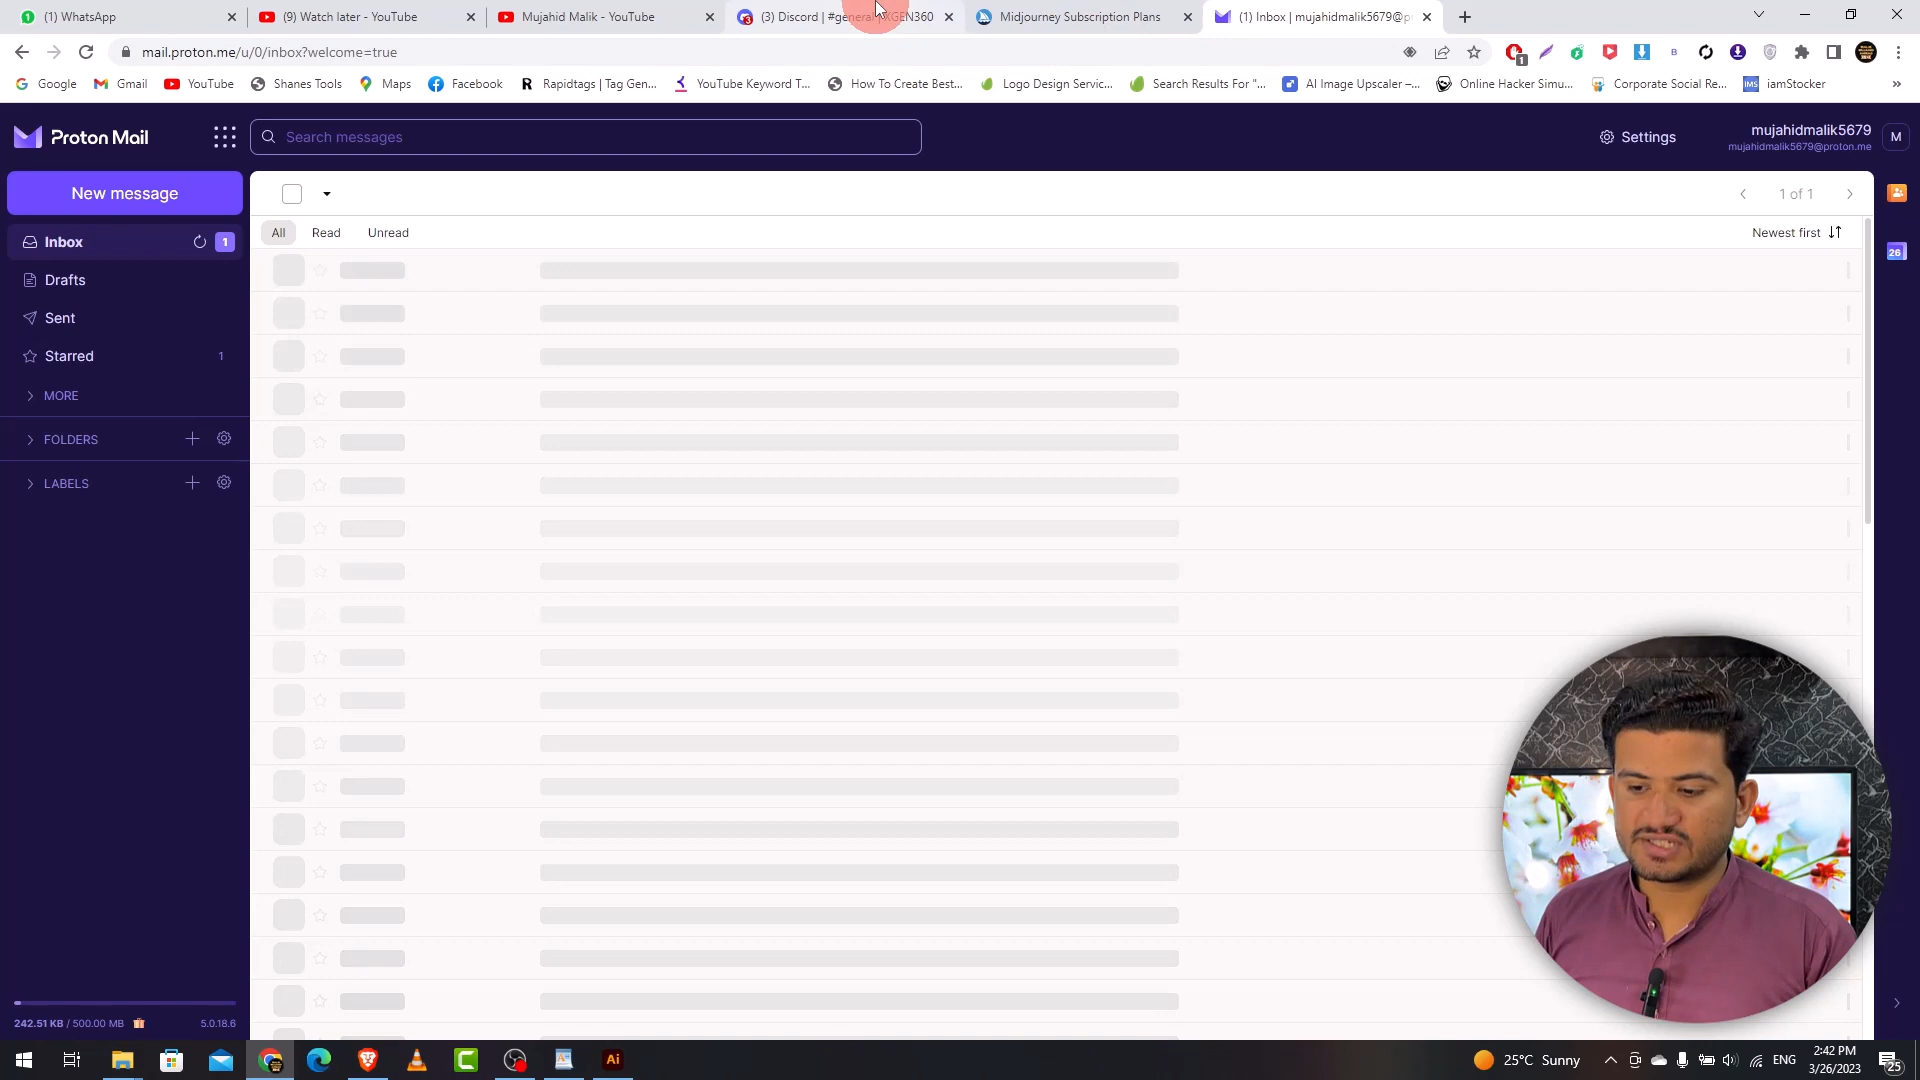 (1) WhatsApp
(9) Watch later - YouTube
Mujahid Malik - YouTube
(3) Discord | #general
KGEN360
Midjourney Subscription Plans
(1) Inbox | mujahidmalik5679@p
mail.proton.me/u/0/inbox?welcome=true
1
B
Google
Gmail
YouTube
Shanes Tools
Maps
Facebook
R Rapidtags | Tag Gen...
YouTube Keyword T...
How To Create Best...
Logo Design Servic...
Search Results For "...
AI Image Upscaler –...
Online Hacker Simu...
Corporate Social Re...
IMS iamStocker
»
Proton Mail
Search messages
Settings
mujahidmalik5679
mujahidmalik5679@proton.me
M
New message
1 of 1
Inbox 1
All
Read
Unread
Newest first
26
Drafts
Sent
Starred 1
MORE
FOLDERS
LABELS
242.51 KB / 500.00 MB
5.0.18.6
Ai
25°C Sunny
ENG
2:42 PM
3/26/2023
25